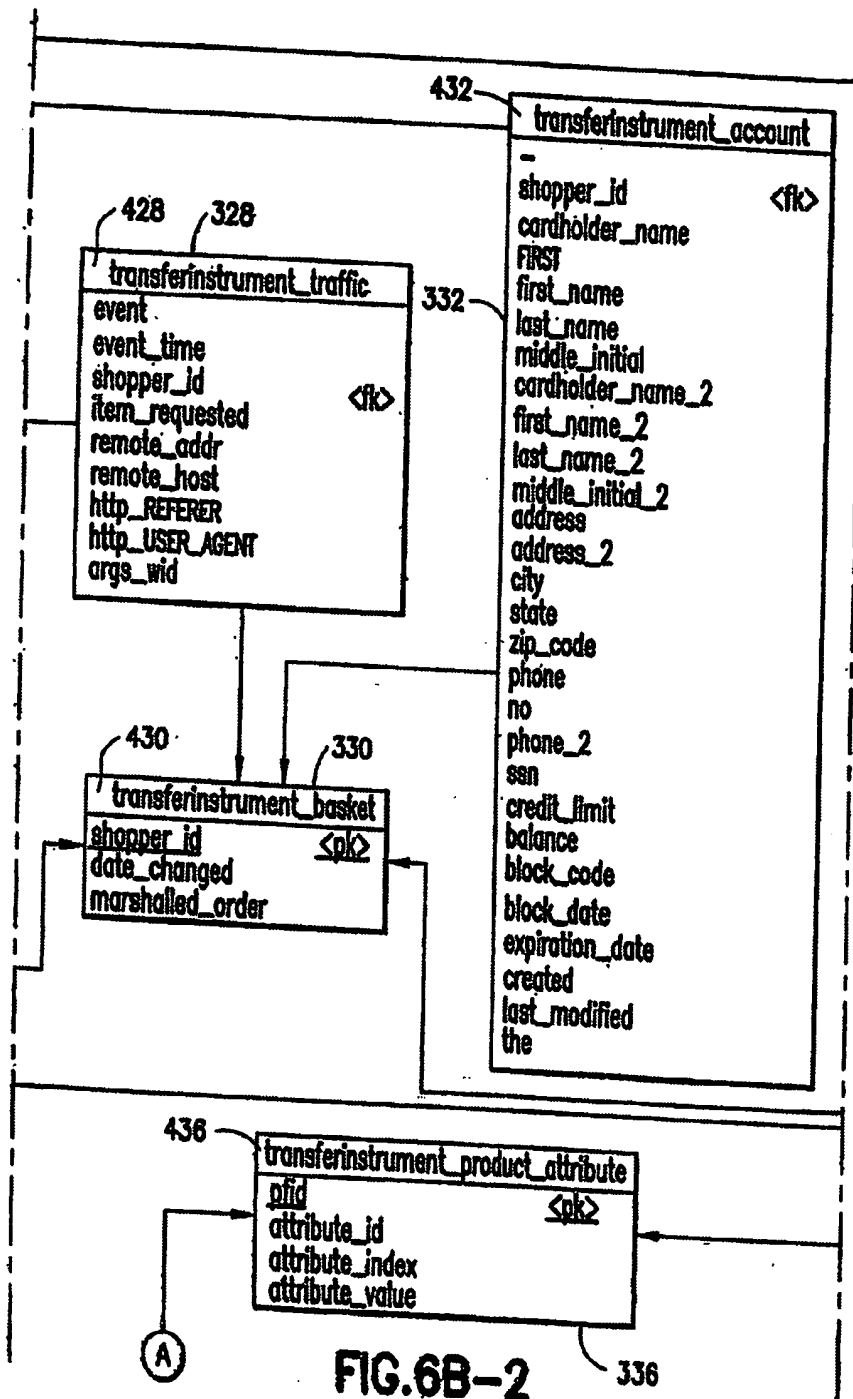 432
transferinstrument_account
-
shopper_id <fk>
cardholder_name
FIRST
first_name
last_name
middle_initial
cardholder_name_2
first_name_2
last_name_2
middle_initial_2
address
address_2
city
state
zip_code
phone
no
phone_2
ssn
credit_limit
balance
block_code
block_date
expiration_date
created
last_modified
the
332
428 328
transferinstrument_traffic
event
event_time
shopper_id <fk>
item_requested
remote_addr
remote_host
http_REFERER
http_USER_AGENT
args_wid
430 330
transferinstrument_basket
shopper_id <pk>
date_changed
marshalled_order
436
transferinstrument_product_attribute
pfid <pk>
attribute_id
attribute_index
attribute_value
336
A
FIG.6B-2